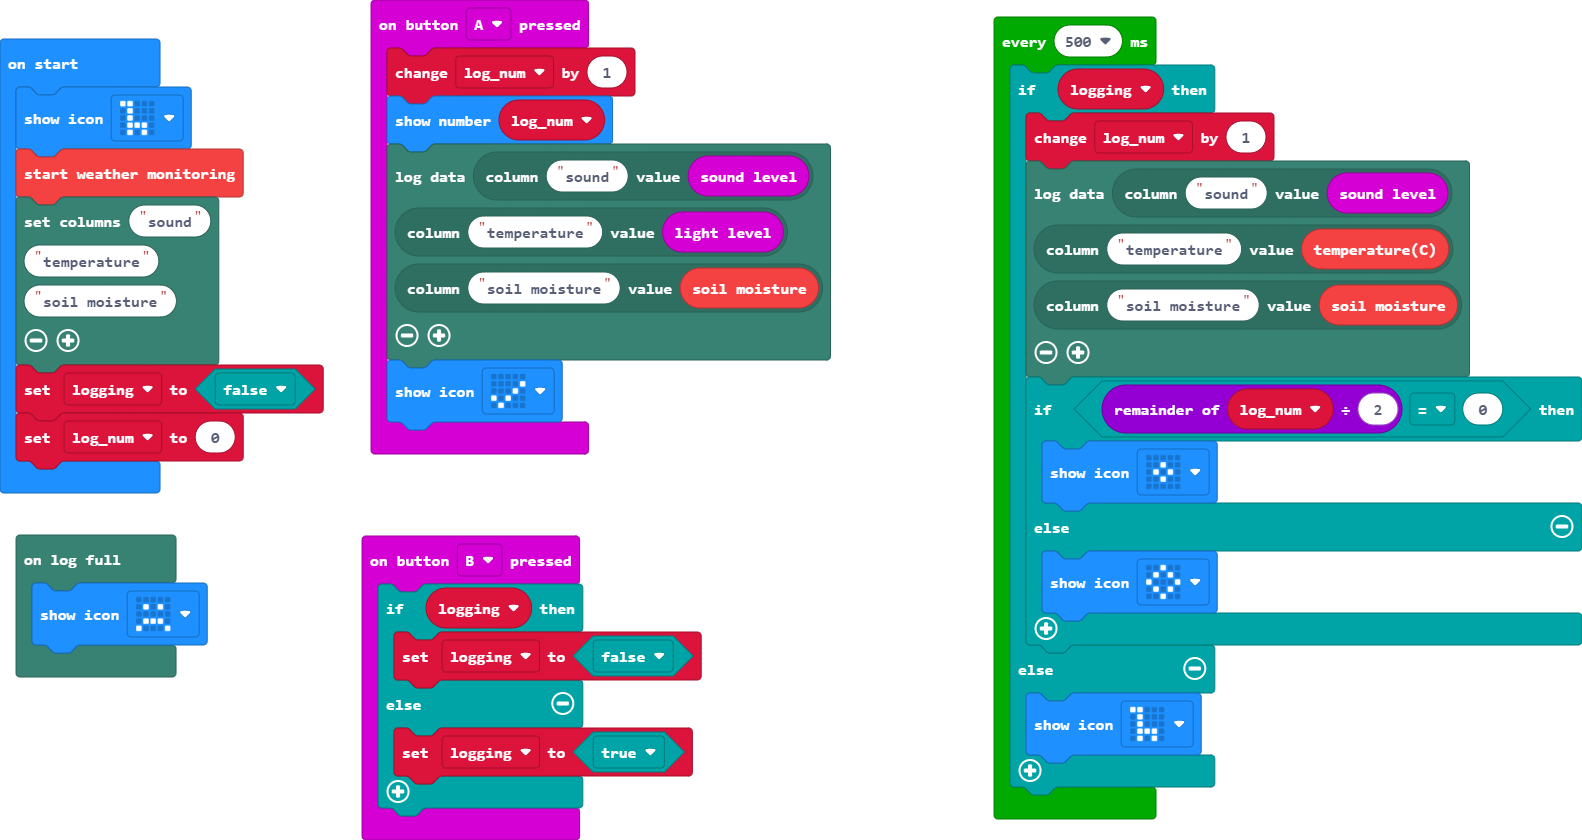 on start
show icon
start weather monitoring
set columns "sound"
"temperature"
"soil moisture"
set logging to false
set log_num to 0
on log full
show icon
on button A pressed
change log_num by 1
show number log_num
log data column "sound" value sound level
column "temperature" value light level
column "soil moisture" value soil moisture
show icon
on button B pressed
if logging then
set logging to false
else
set logging to true
every 500 ms
if logging then
change log_num by 1
log data column "sound" value sound level
column "temperature" value temperature(C)
column "soil moisture" value soil moisture
if remainder of log_num ÷ 2 = 0 then
show icon
else
show icon
else
show icon